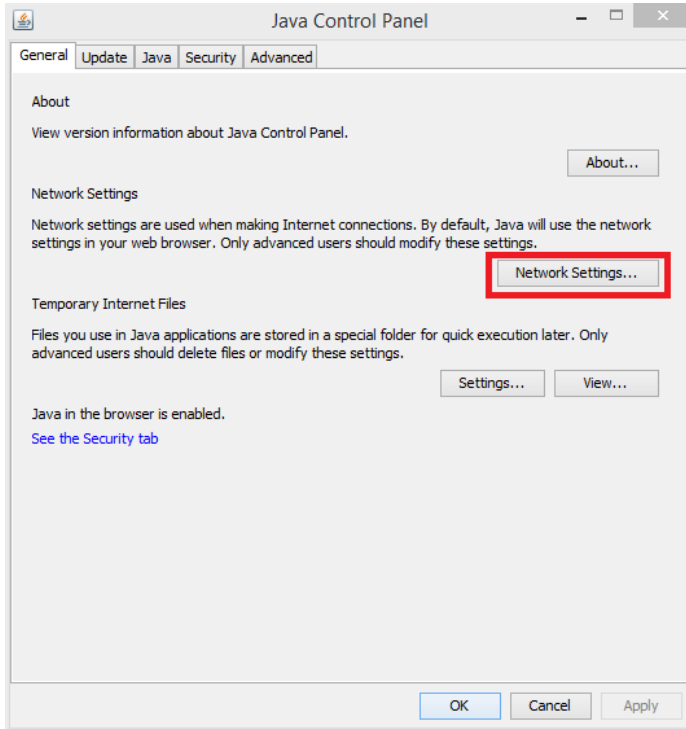 Java Control Panel
General Update Java Security Advanced
About
View version information about Java Control Panel.
About...
Network Settings
Network settings are used when making Internet connections. By default, Java will use the network
settings in your web browser. Only advanced users should modify these settings.
Network Settings...
Temporary Internet Files
Files you use in Java applications are stored in a special folder for quick execution later. Only
advanced users should delete files or modify these settings.
Settings... View...
Java in the browser is enabled.
See the Security tab
OK Cancel Apply